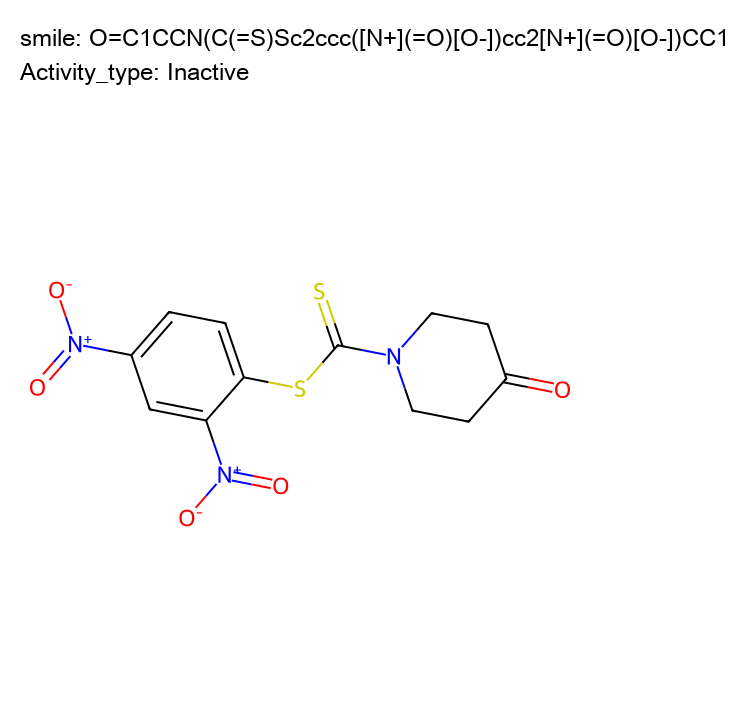 smile: O=C1CCN(C(=S)Sc2ccc([N+](=O)[O-])cc2[N+](=O)[O-])CC1
Activity_type: Inactive
O⁻
S
N⁺
N
O
S
O
N⁺
O
O⁻